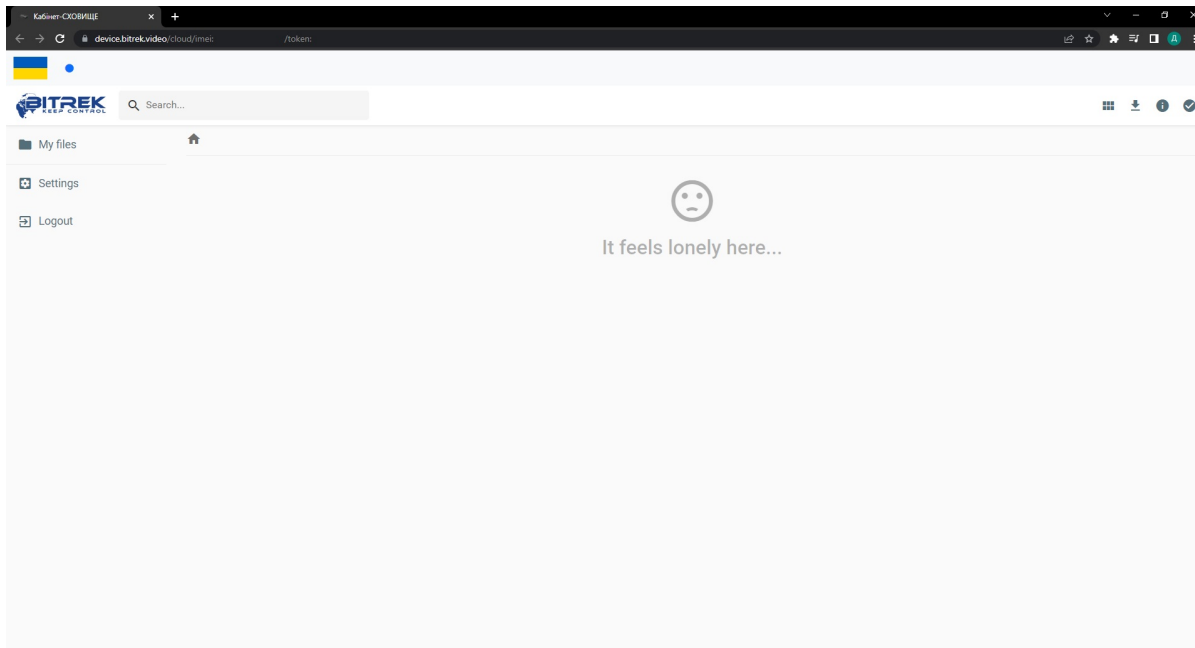 Кабінет-СХОВИЩЕ
device.bitrek.video/cloud/imei: /token:
Д
BITREK
KEEP CONTROL
Search...
My files
Settings
Logout
It feels lonely here...